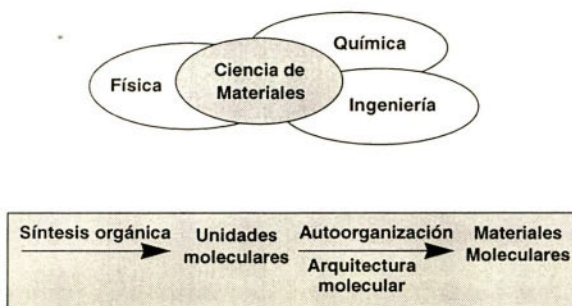 Química
Ciencia de
Materiales
Física
Ingeniería
Síntesis orgánica
Unidades
moleculares
Autoorganización
Arquitectura
molecular
Materiales
Moleculares